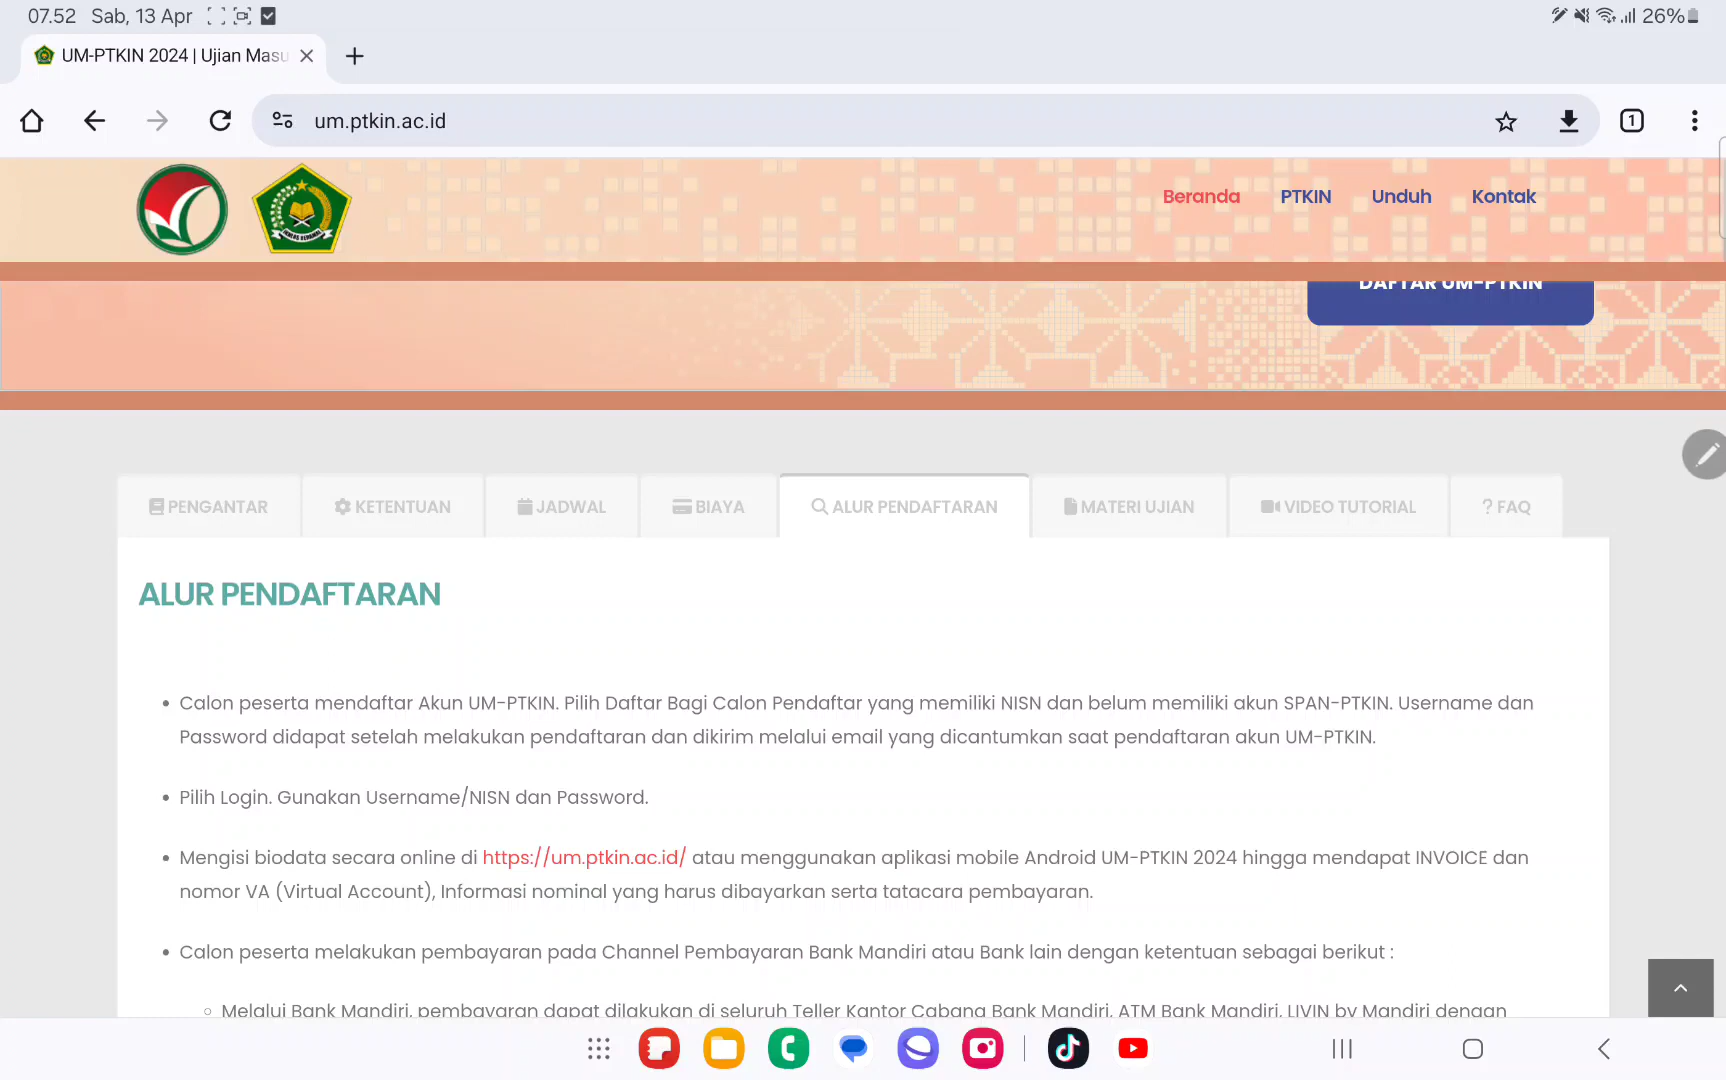 07.52 Sab, 13 Apr 26%
UM-PTKIN 2024 | Ujian Masu
um.ptkin.ac.id 1
Beranda PTKIN Unduh Kontak
DAFTAR UM-PTKIN
PENGANTAR KETENTUAN JADWAL BIAYA ALUR PENDAFTARAN MATERI UJIAN VIDEO TUTORIAL ? FAQ
ALUR PENDAFTARAN
• Calon peserta mendaftar Akun UM-PTKIN. Pilih Daftar Bagi Calon Pendaftar yang memiliki NISN dan belum memiliki akun SPAN-PTKIN. Username dan
Password didapat setelah melakukan pendaftaran dan dikirim melalui email yang dicantumkan saat pendaftaran akun UM-PTKIN.
• Pilih Login. Gunakan Username/NISN dan Password.
• Mengisi biodata secara online di https://um.ptkin.ac.id/ atau menggunakan aplikasi mobile Android UM-PTKIN 2024 hingga mendapat INVOICE dan
nomor VA (Virtual Account), Informasi nominal yang harus dibayarkan serta tatacara pembayaran.
• Calon peserta melakukan pembayaran pada Channel Pembayaran Bank Mandiri atau Bank lain dengan ketentuan sebagai berikut :
◦ Melalui Bank Mandiri, pembayaran dapat dilakukan di seluruh Teller Kantor Cabang Bank Mandiri, ATM Bank Mandiri, LIVIN by Mandiri dengan